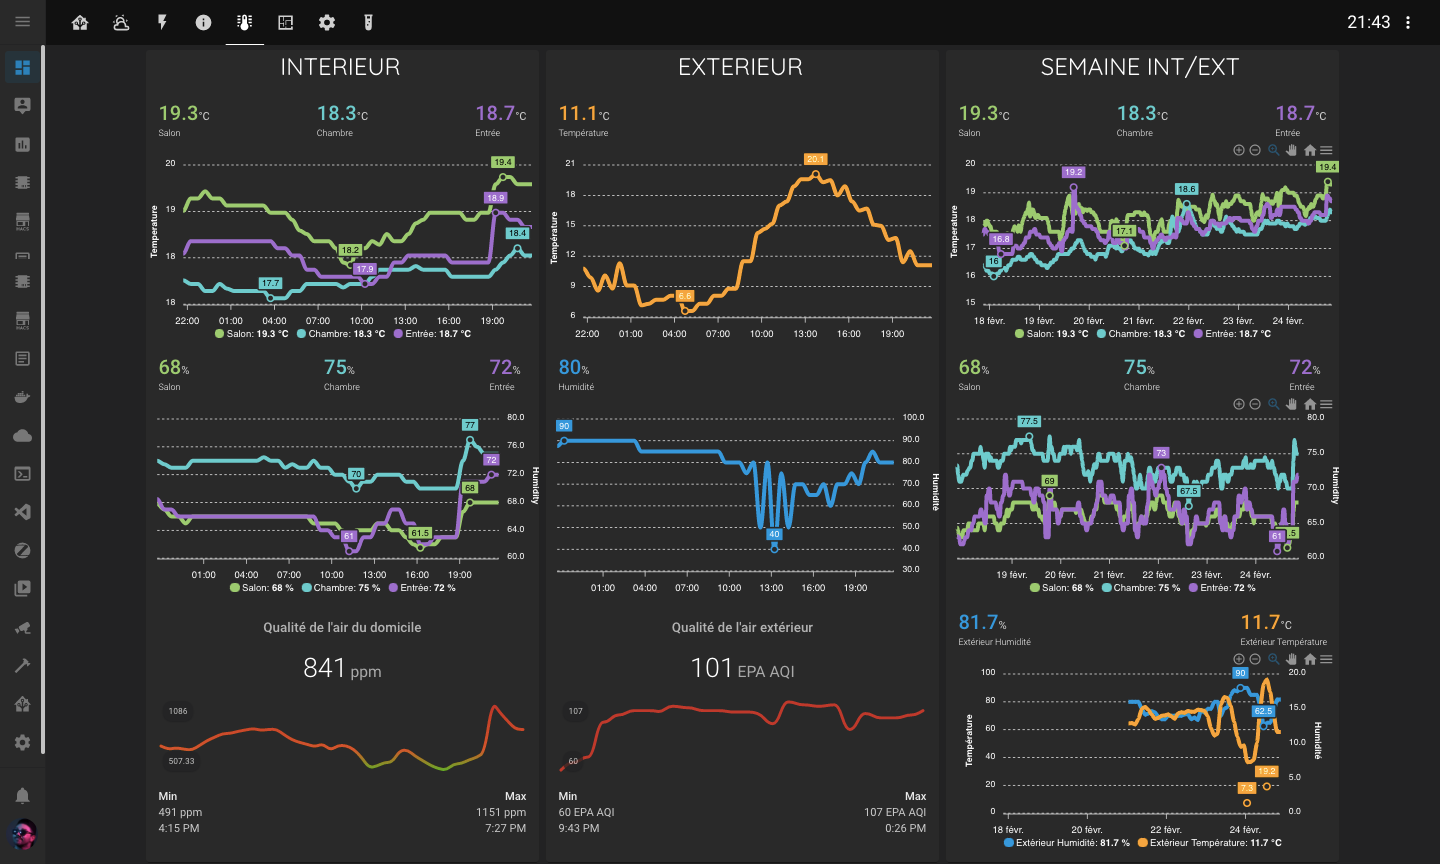 21:43
INTERIEUR
19.3°C
18.3°C
18.7°C
Salon
Chambre
Entrée
20
19
18
18
Temperature
19.4
18.9
18.4
18.2
17.9
17.7
22:00 01:00 04:00 07:00 10:00 13:00 16:00 19:00
Salon: 19.3 °C Chambre: 18.3 °C Entrée: 18.7 °C
68%
75%
72%
Salon
Chambre
Entrée
80.0
76.0
72.0
68.0
64.0
60.0
Humidity
77
72
70
68
61.5
61
01:00 04:00 07:00 10:00 13:00 16:00 19:00
Salon: 68 % Chambre: 75 % Entrée: 72 %
Qualité de l'air du domicile
841 ppm
1086
507.33
Min Max
491 ppm 1151 ppm
4:15 PM 7:27 PM
EXTERIEUR
11.1°C
Température
21
18
15
12
9
6
Température
20.1
6.6
22:00 01:00 04:00 07:00 10:00 13:00 16:00 19:00
80%
Humidité
100.0
90.0
80.0
70.0
60.0
50.0
40.0
30.0
Humidité
90
40
01:00 04:00 07:00 10:00 13:00 16:00 19:00
Qualité de l'air extérieur
101 EPA AQI
107
60
Min Max
60 EPA AQI 107 EPA AQI
9:43 PM 0:26 PM
SEMAINE INT/EXT
19.3°C
18.3°C
18.7°C
Salon
Chambre
Entrée
20
19
18
17
16
15
Temperature
19.4
19.2
18.6
17.1
16.8
16
18 févr. 19 févr. 20 févr. 21 févr. 22 févr. 23 févr. 24 févr.
Salon: 19.3 °C Chambre: 18.3 °C Entrée: 18.7 °C
68%
75%
72%
Salon
Chambre
Entrée
80.0
75.0
70.0
65.0
60.0
Humidity
77.5
73
69
67.5
61
.5
19 févr. 20 févr. 21 févr. 22 févr. 23 févr. 24 févr.
Salon: 68 % Chambre: 75 % Entrée: 72 %
81.7%
11.7°C
Extérieur Humidité
Extérieur Température
100
80
60
40
20
0
Température
20.0
15.0
10.0
5.0
0.0
Humidité
90
62.5
19.2
7.3
18 févr. 20 févr. 22 févr. 24 févr.
Extérieur Humidité: 81.7 % Extérieur Température: 11.7 °C